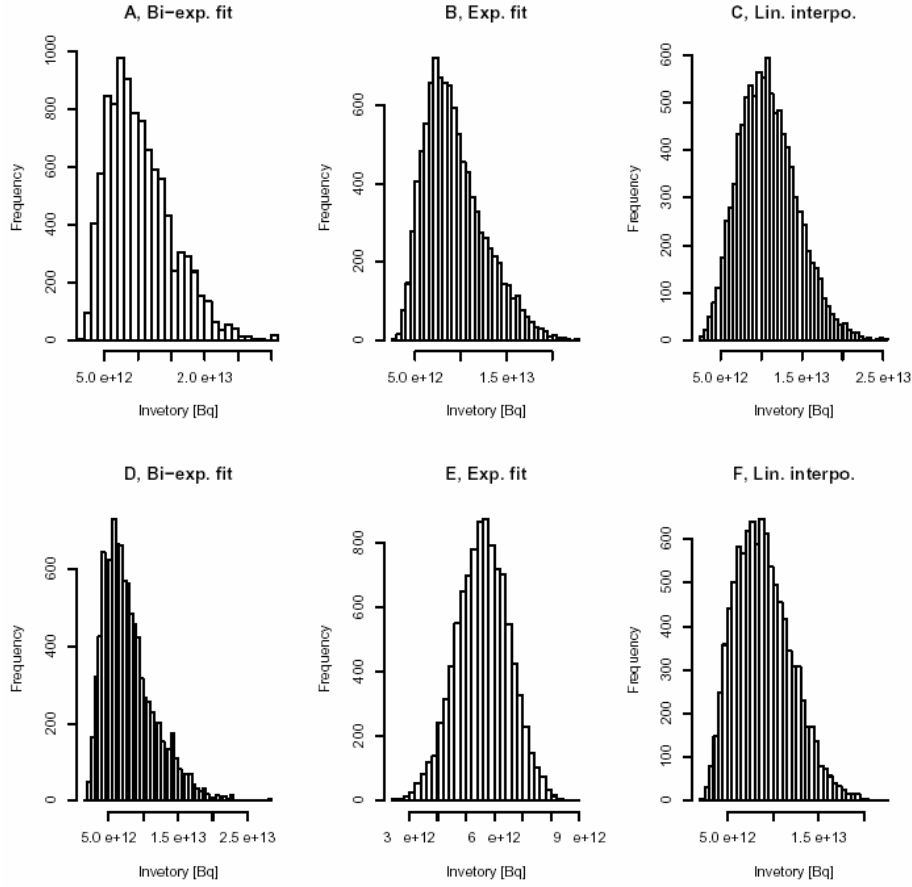 A, Bi-exp. fit
Frequency
0 200 400 600 800 1000
5.0 e+12 2.0 e+13
Invetory [Bq]
B, Exp. fit
Frequency
0 200 400 600
5.0 e+12 1.5 e+13
Invetory [Bq]
C, Lin. interpo.
Frequency
0 100 200 300 400 500 600
5.0 e+12 1.5 e+13 2.5 e+13
Invetory [Bq]
D, Bi-exp. fit
Frequency
0 200 400 600
5.0 e+12 1.5 e+13 2.5 e+13
Invetory [Bq]
E, Exp. fit
Frequency
0 200 400 600 800
3 e+12 6 e+12 9 e+12
Invetory [Bq]
F, Lin. interpo.
Frequency
0 100 200 300 400 500 600
5.0 e+12 1.5 e+13
Invetory [Bq]